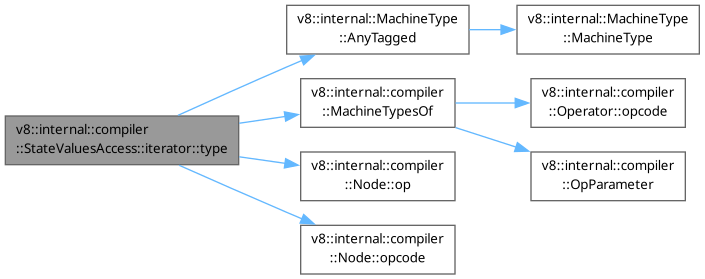 v8::internal::compiler
::StateValuesAccess::iterator::type
v8::internal::MachineType
::AnyTagged
v8::internal::MachineType
::MachineType
v8::internal::compiler
::MachineTypesOf
v8::internal::compiler
::Operator::opcode
v8::internal::compiler
::OpParameter
v8::internal::compiler
::Node::op
v8::internal::compiler
::Node::opcode